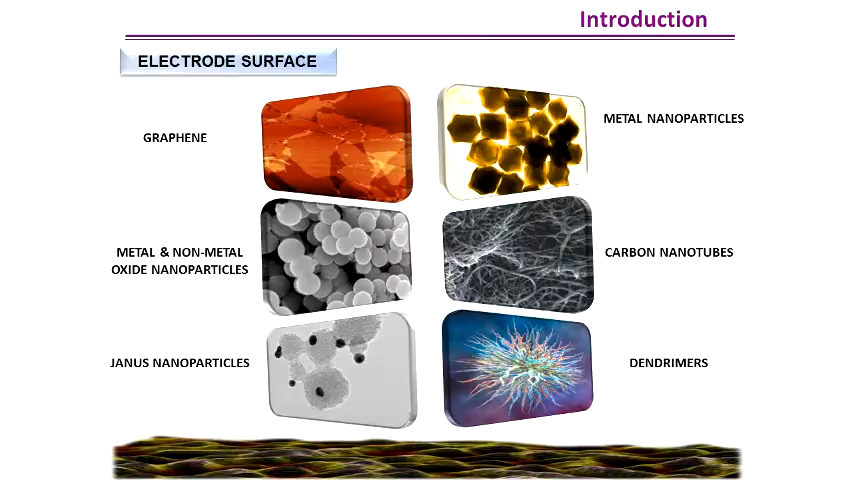 Introduction
ELECTRODE SURFACE
GRAPHENE
METAL NANOPARTICLES
METAL & NON-METAL
OXIDE NANOPARTICLES
CARBON NANOTUBES
JANUS NANOPARTICLES
DENDRIMERS